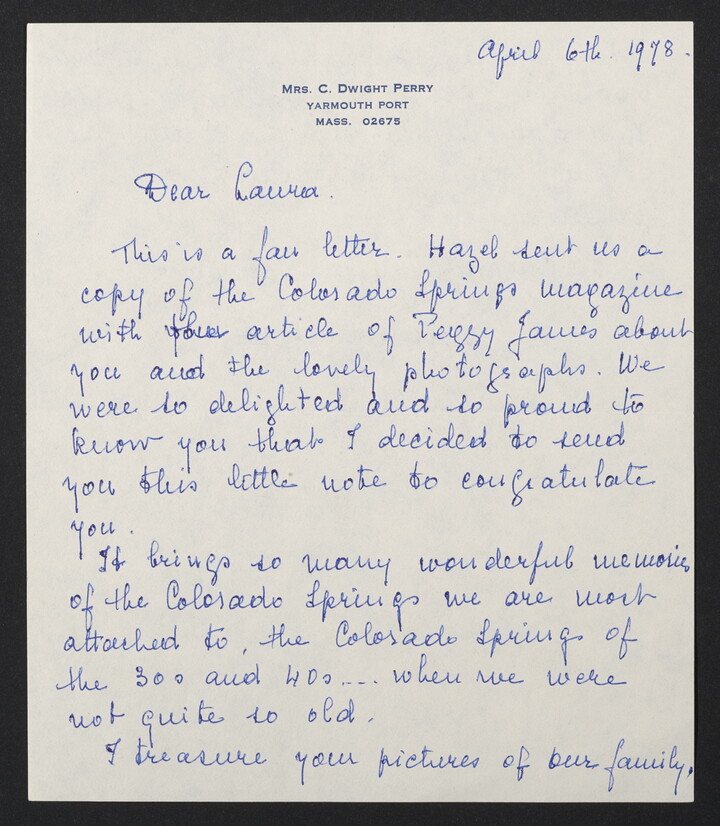 April 6th. 1978.
MRS. C. DWIGHT PERRY
YARMOUTH PORT
MASS. 02675
Dear Laura.
This is a fan letter. Hazel sent us a
copy of the Colorado Springs magazine
with the article of Peggy James about
you and the lovely photographs. We
were so delighted and so proud to
know you that I decided to send
you this little note to congratulate
you.
It brings so many wonderful memories
of the Colorado Springs we are most
attached to, the Colorado Springs of
the 30s and 40s.... when we were
not quite so old.
I treasure your pictures of our family,